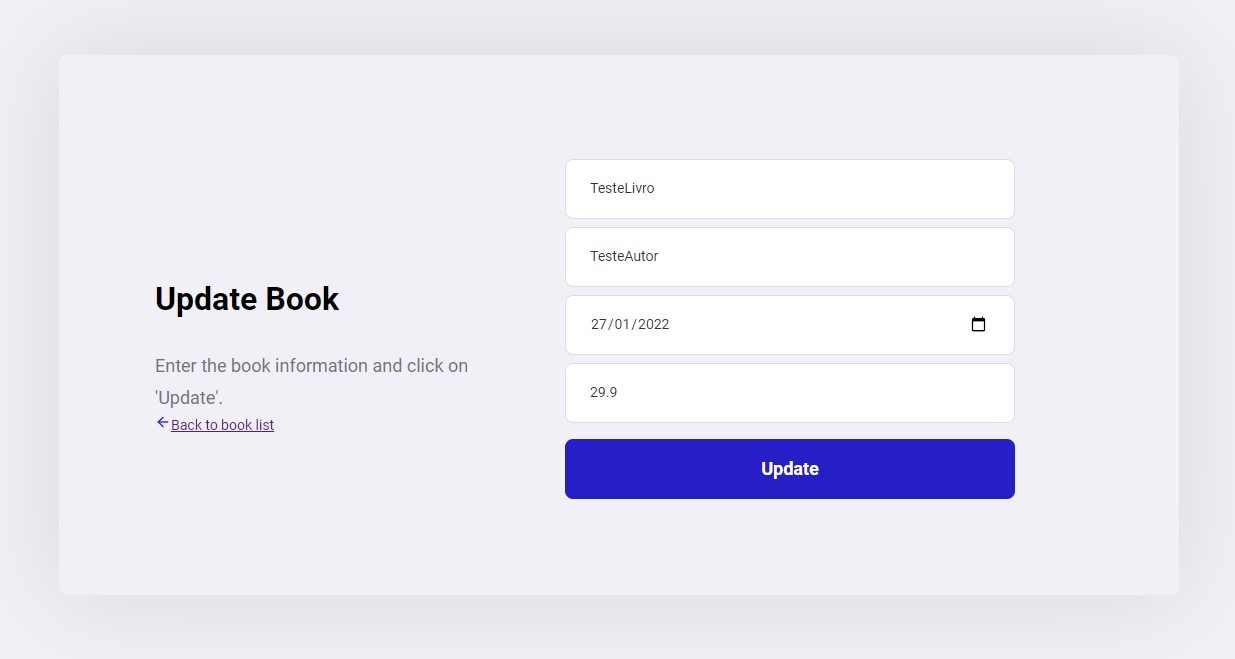 Update Book
Enter the book information and click on
'Update'.
Back to book list
TesteLivro
TesteAutor
27/01/2022
29.9
Update